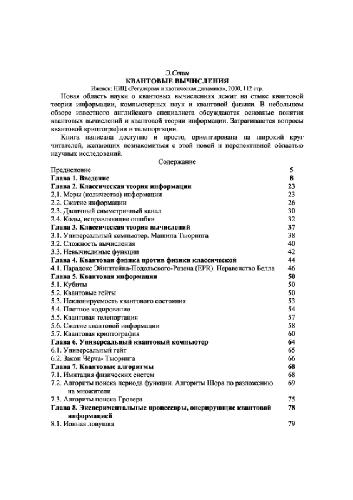 Э.Стин
КВАНТОВЫЕ ВЫЧИСЛЕНИЯ
Ижевск: НИЦ «Регулярная и хаотическая динамика», 2000, 112 стр.
Новая область науки о квантовых вычислениях лежит на стыке квантовой
теории информации, компьютерных наук и квантовой физики. В небольшом
обзоре известного английского специалиста обсуждаются основные понятия
квантовых вычислений и квантовой теории информации. Затрагиваются вопросы
квантовой криптографии и телепортации.
Книга написана доступно и просто, ориентирована на широкий круг
читателей, желающих познакомиться с этой новой и перспективной областью
научных исследований.
Содержание
Предисловие 5
Глава 1. Введение 8
Глава 2. Классическая теория информации 23
2.1. Меры (количество) информации 23
2.2. Сжатие информации 26
2.3. Двоичный симметричный канал 30
2.4. Коды, исправляющие ошибки 32
Глава 3. Классическая теория вычислений 37
3.1. Универсальный компьютер. Машина Тьюринга 38
3.2. Сложность вычисления 40
3.3. Невычислимые функции 42
Глава 4. Квантовая физика против физики классической 44
4.1. Парадокс Эйнштейна-Подольского-Розена (EPR). Неравенство Белла 46
Глава 5. Квантовая информация 50
5.1. Кубиты 50
5.2. Квантовые гейты 50
5.3. Неклонируемость квантового состояния 53
5.4. Плотное кодирование 54
5.5. Квантовая телепортация 57
5.6. Сжатие квантовой информации 58
5.7. Квантовая криптография 60
Глава 6. Универсальный квантовый компьютер 64
6.1. Универсальный гейт 65
6.2. Закон Чёрча- Тьюринга 66
Глава 7. Квантовые алгоритмы 68
7.1. Имитация физических систем 68
7.2. Алгоритм поиска периода функции. Алгоритм Шора по разложению 69
на множители
7.3. Алгоритм поиска Гровера 75
Глава 8. Экспериментальные процессоры, оперирующие квантовой 78
информацией
8.1. Ионная ловушка 79